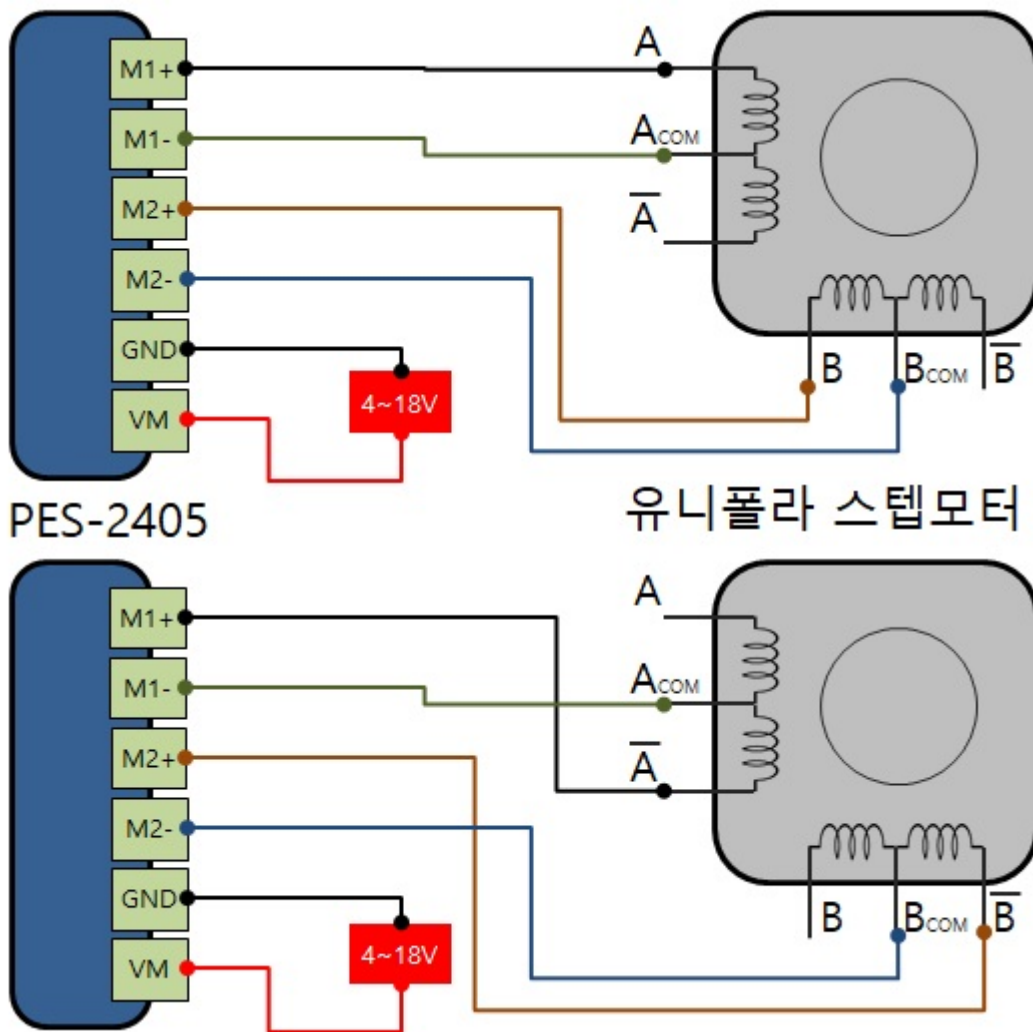 M1+
M1-
M2+
M2-
GND
VM
4~18V
A
ACOM
A̅
B
BCOM
B̅
PES-2405
유니폴라 스텝모터
M1+
M1-
M2+
M2-
GND
VM
4~18V
A
ACOM
A̅
B
BCOM
B̅